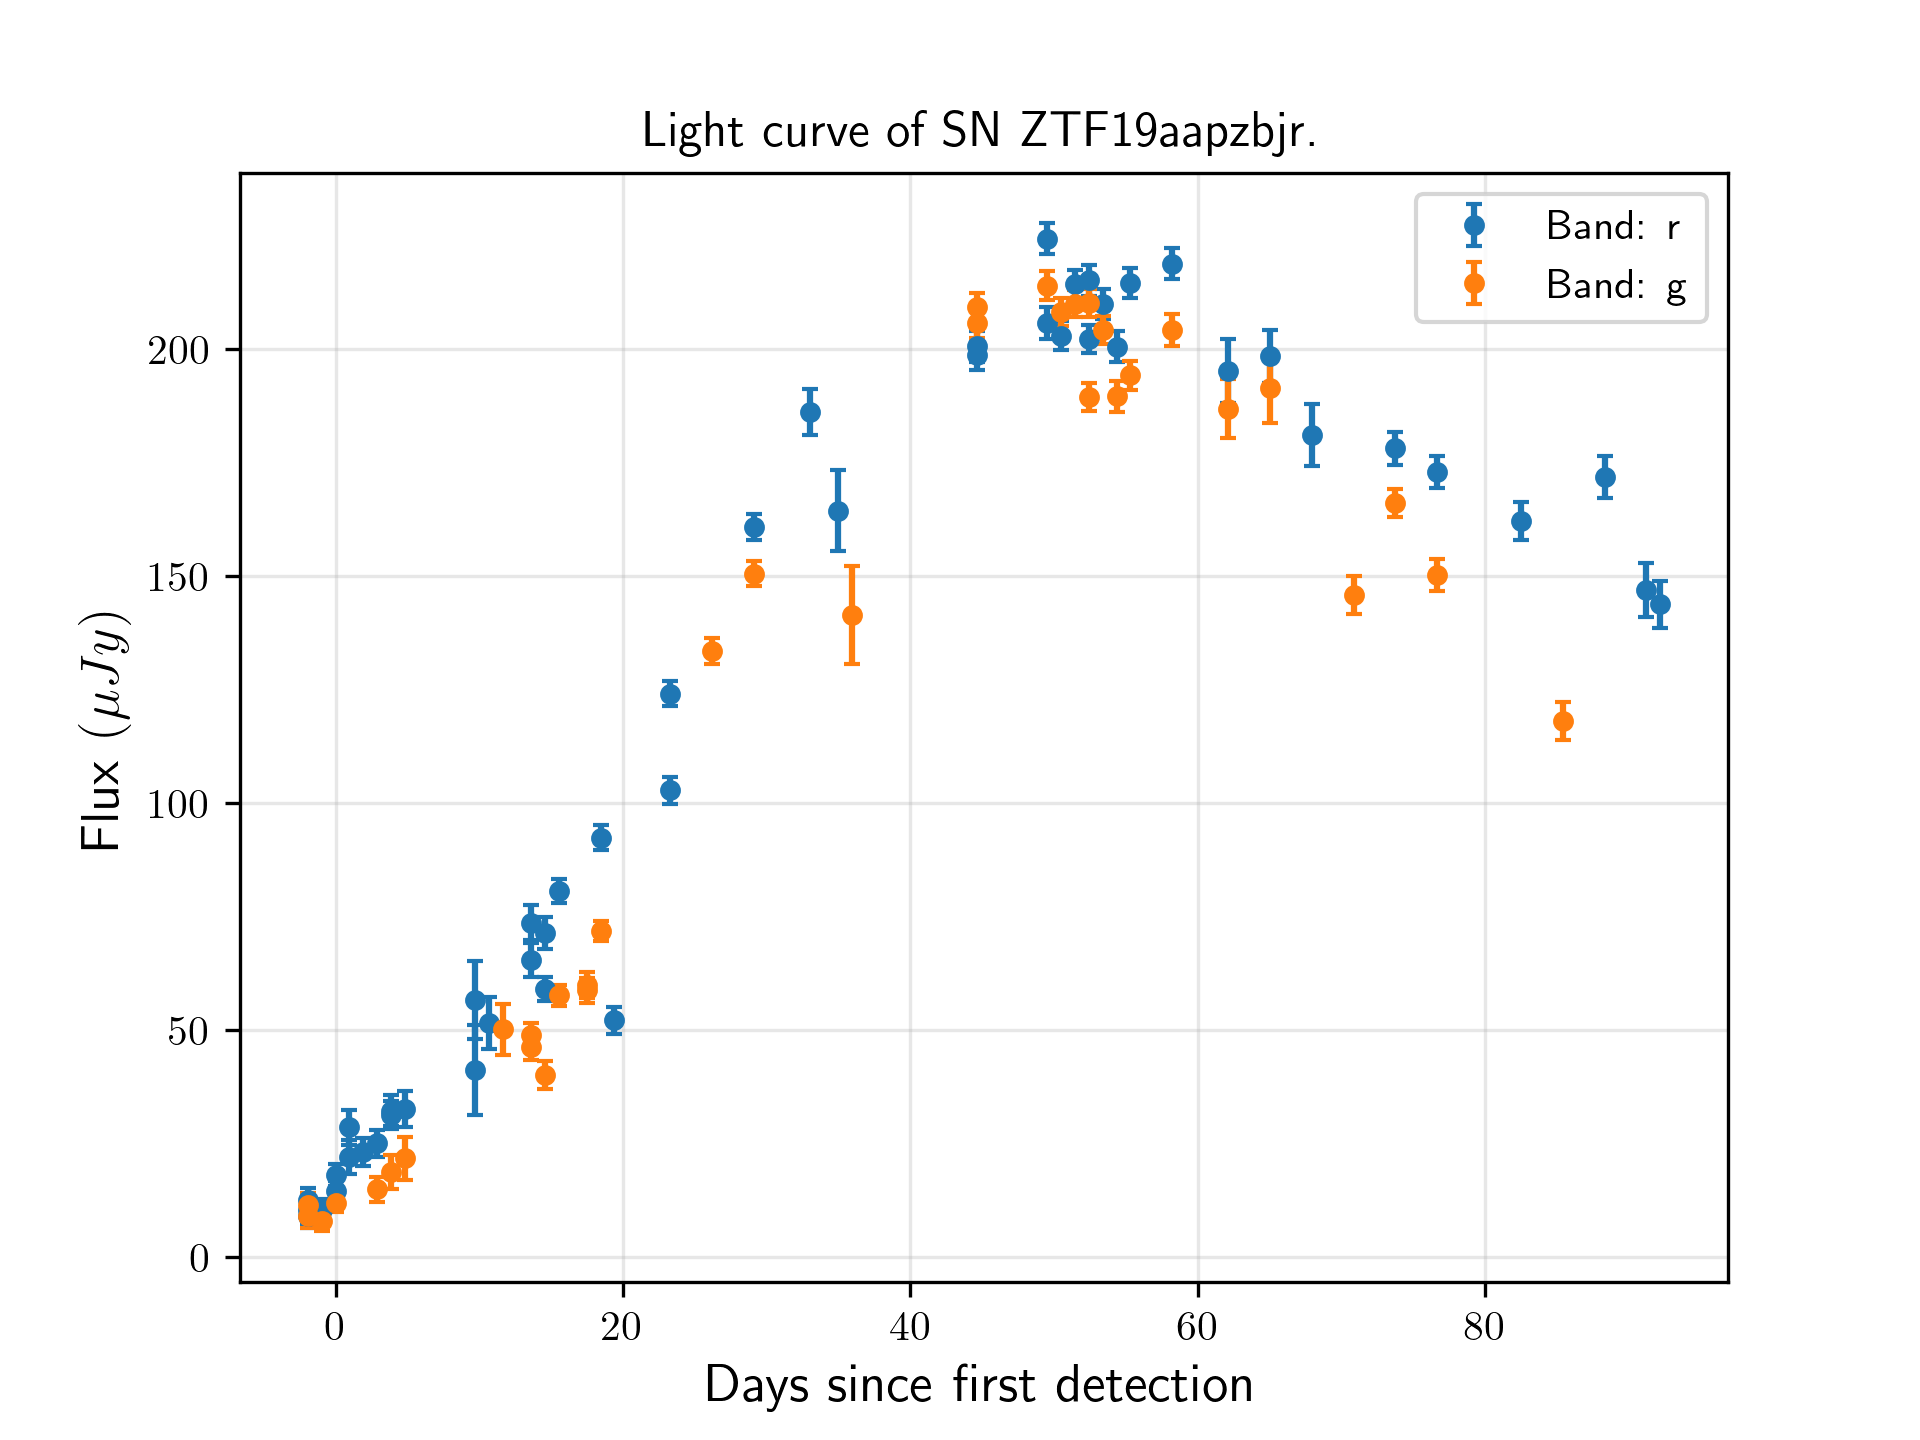 Light curve of SN ZTF19aapzbjr.
Band: r
Band: g
Flux (μJy)
200
150
100
50
0
0 20 40 60 80
Days since first detection